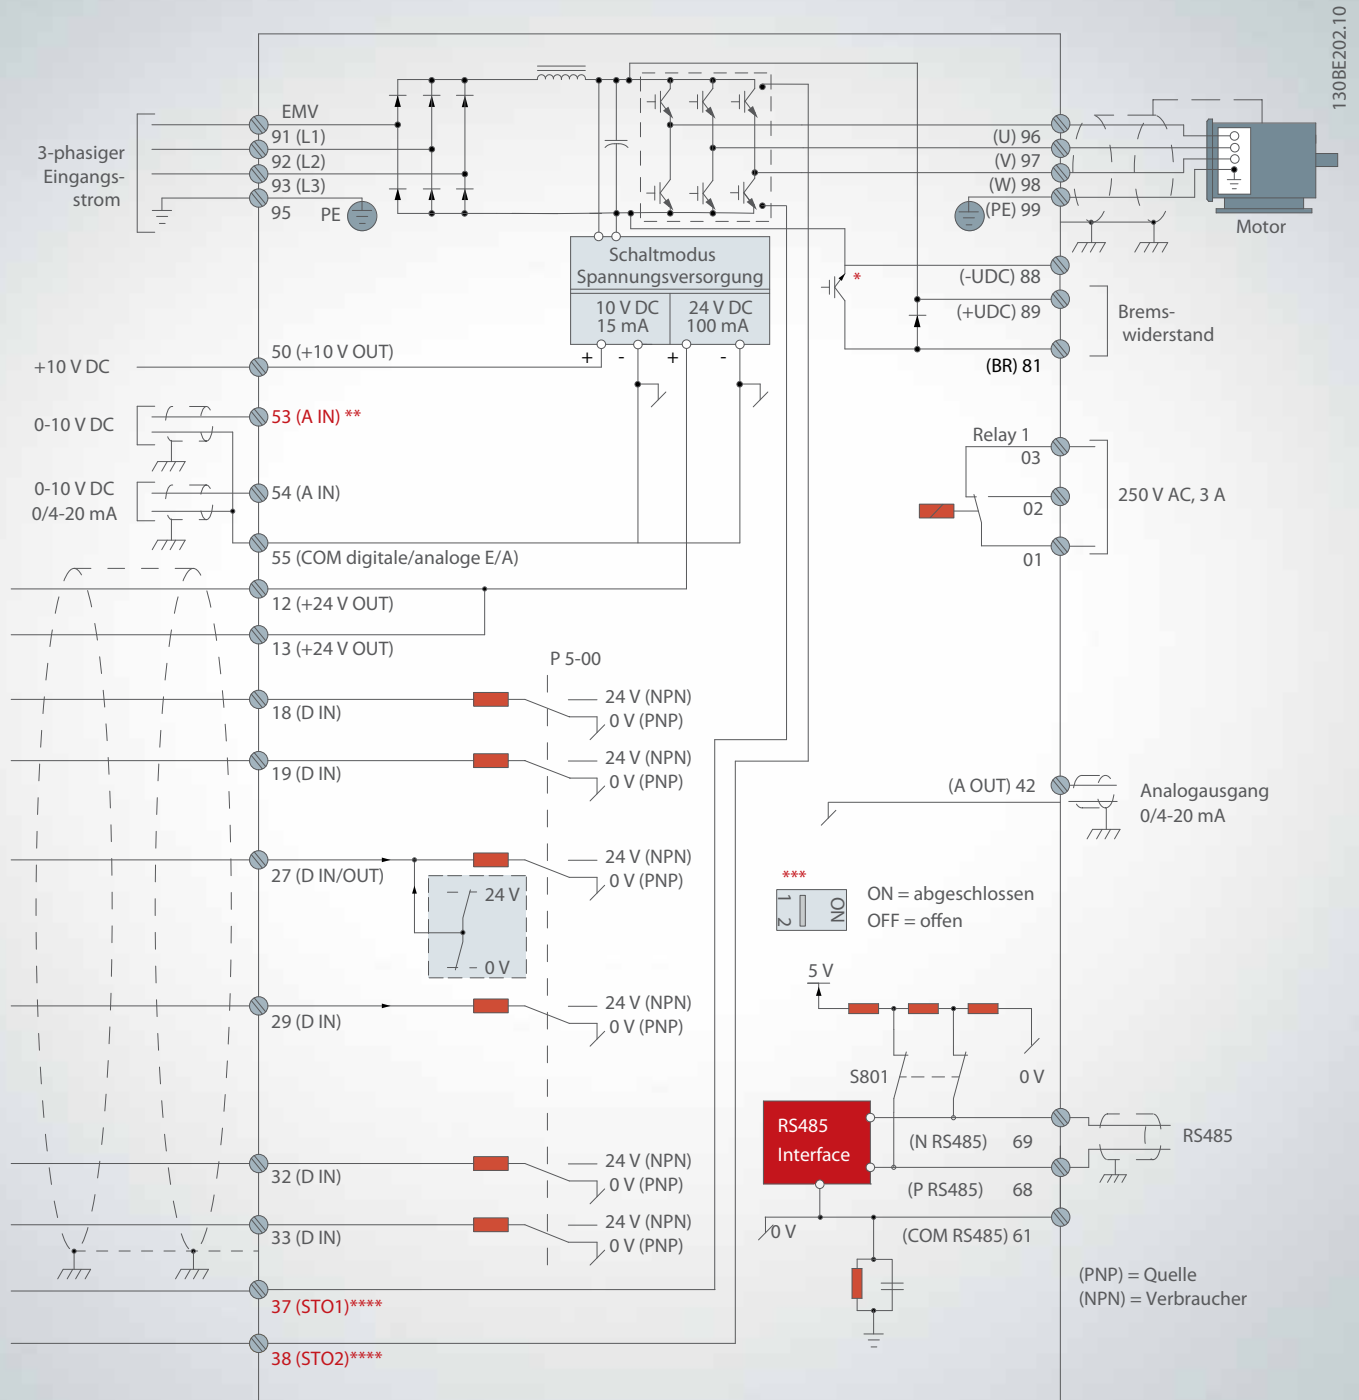 130BE202.10
EMV
91 (L1)
92 (L2)
93 (L3)
95
PE
3-phasiger
Eingangs-
strom
(U) 96
(V) 97
(W) 98
(PE) 99
Motor
Schaltmodus
Spannungsversorgung
10 V DC
15 mA
24 V DC
100 mA
+ - + -
*
(-UDC) 88
(+UDC) 89
(BR) 81
Brems-
widerstand
+10 V DC
50 (+10 V OUT)
0-10 V DC
53 (A IN) **
0-10 V DC
0/4-20 mA
54 (A IN)
55 (COM digitale/analoge E/A)
12 (+24 V OUT)
13 (+24 V OUT)
Relay 1
03
02
01
250 V AC, 3 A
P 5-00
18 (D IN)
24 V (NPN)
0 V (PNP)
19 (D IN)
24 V (NPN)
0 V (PNP)
27 (D IN/OUT)
24 V (NPN)
0 V (PNP)
24 V
0 V
29 (D IN)
24 V (NPN)
0 V (PNP)
32 (D IN)
24 V (NPN)
0 V (PNP)
33 (D IN)
24 V (NPN)
0 V (PNP)
37 (STO1)****
38 (STO2)****
(A OUT) 42
Analogausgang
0/4-20 mA
***
1 2
ON
ON = abgeschlossen
OFF = offen
5 V
S801
0 V
RS485
Interface
(N RS485) 69
(P RS485) 68
RS485
0 V
(COM RS485) 61
(PNP) = Quelle
(NPN) = Verbraucher